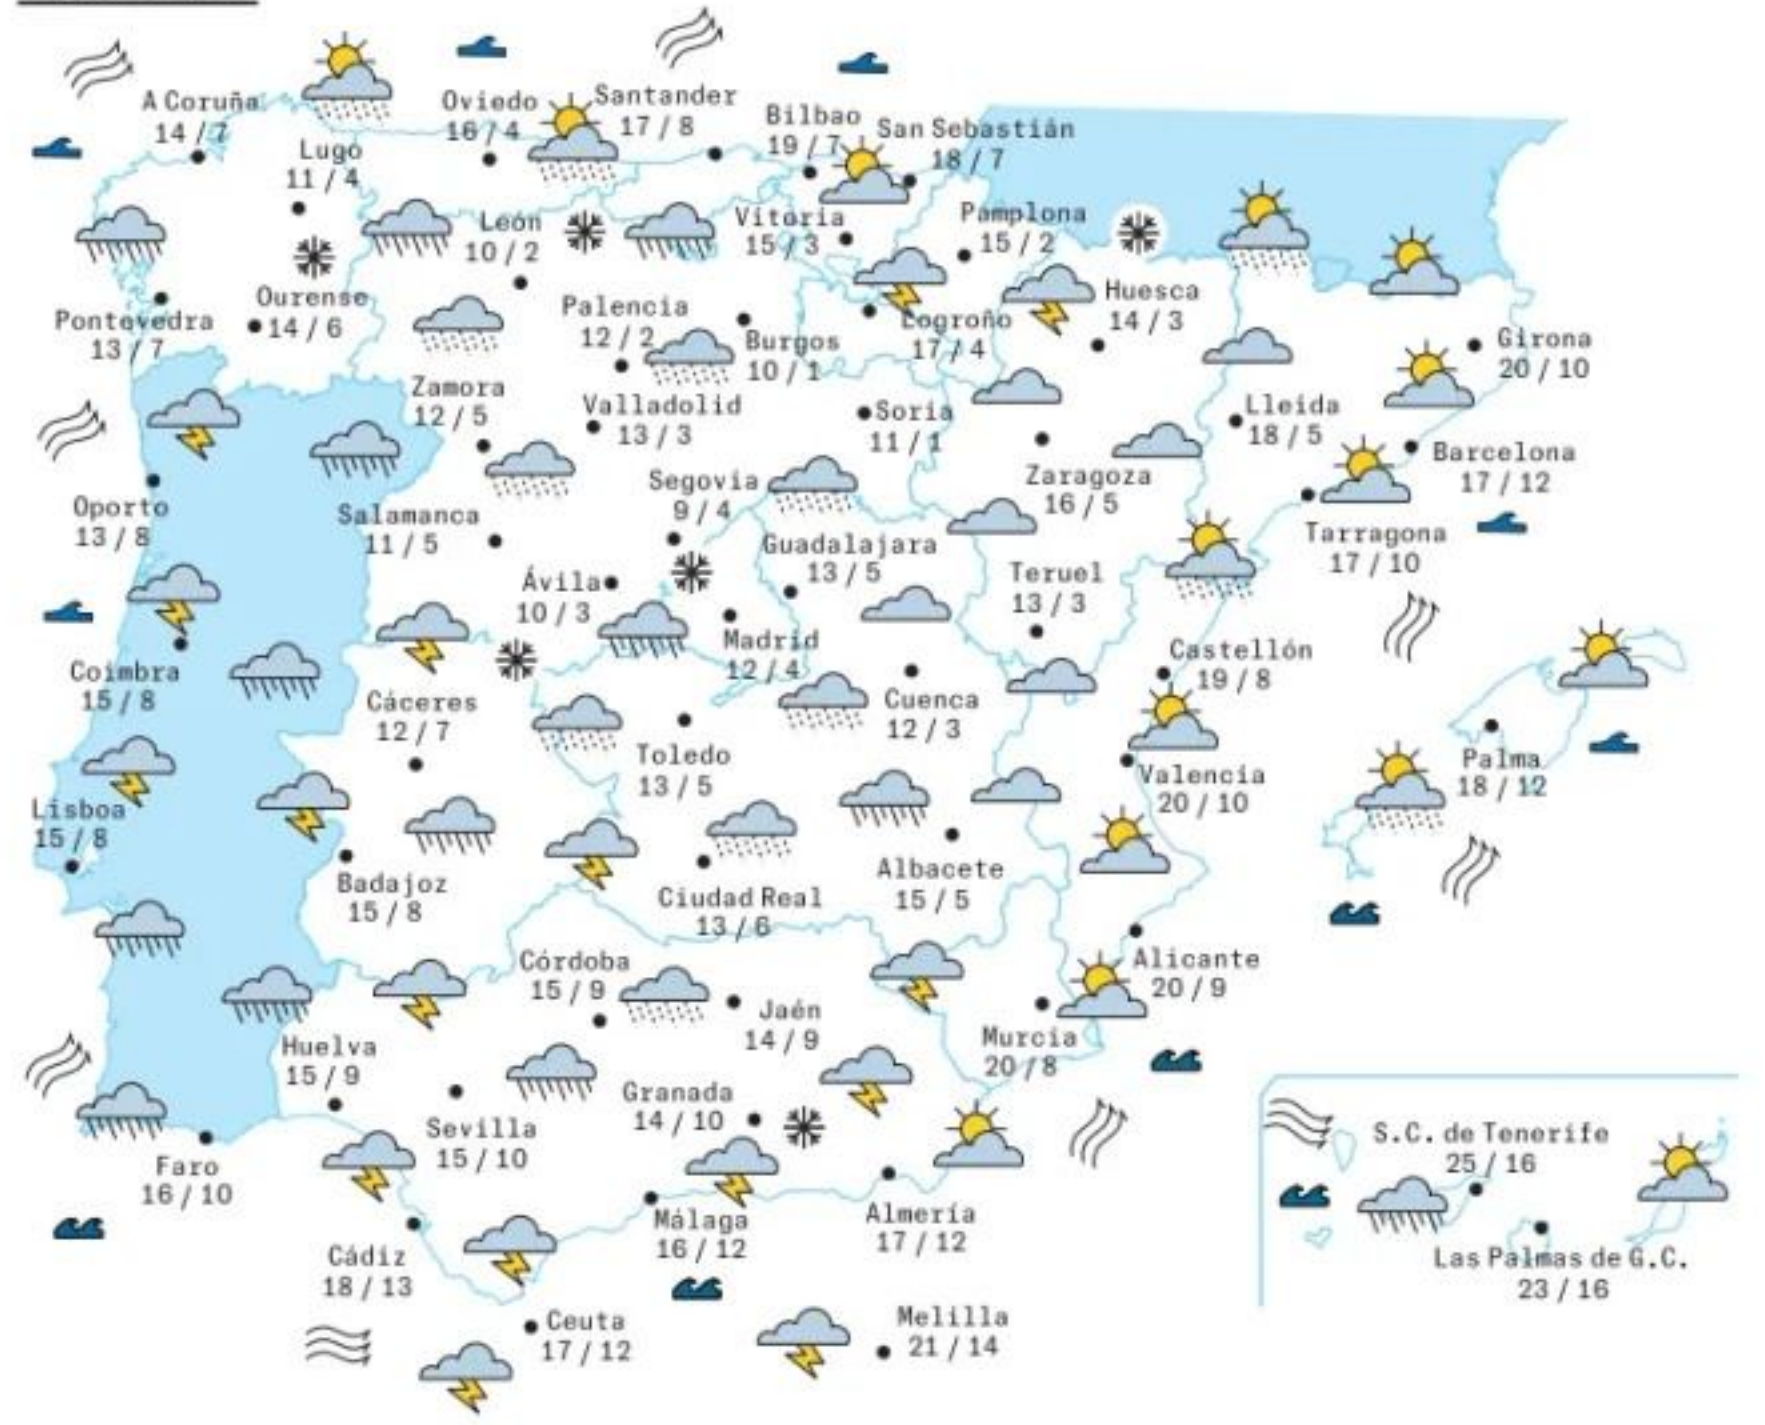 A Coruña
14 / 7
Lugo
11 / 4
Oviedo
16 / 4
Santander
17 / 8
Bilbao
19 / 7
San Sebastián
18 / 7
León
10 / 2
Vitoria
15 / 3
Pamplona
15 / 2
Pontevedra
13 / 7
Ourense
14 / 6
Palencia
12 / 2
Burgos
10 / 1
Logroño
17 / 4
Huesca
14 / 3
Girona
20 / 10
Zamora
12 / 5
Valladolid
13 / 3
Soria
11 / 1
Lleida
18 / 5
Barcelona
17 / 12
Oporto
13 / 8
Salamanca
11 / 5
Segovia
9 / 4
Zaragoza
16 / 5
Tarragona
17 / 10
Ávila
10 / 3
Guadalajara
13 / 5
Teruel
13 / 3
Coimbra
15 / 8
Cáceres
12 / 7
Madrid
12 / 4
Cuenca
12 / 3
Castellón
19 / 8
Toledo
13 / 5
Valencia
20 / 10
Palma
18 / 12
Lisboa
15 / 8
Badajoz
15 / 8
Ciudad Real
13 / 6
Albacete
15 / 5
Córdoba
15 / 9
Jaén
14 / 9
Alicante
20 / 9
Murcia
20 / 8
Huelva
15 / 9
Sevilla
15 / 10
Granada
14 / 10
Faro
16 / 10
Cádiz
18 / 13
Málaga
16 / 12
Almería
17 / 12
Ceuta
17 / 12
Melilla
21 / 14
S.C. de Tenerife
25 / 16
Las Palmas de G.C.
23 / 16